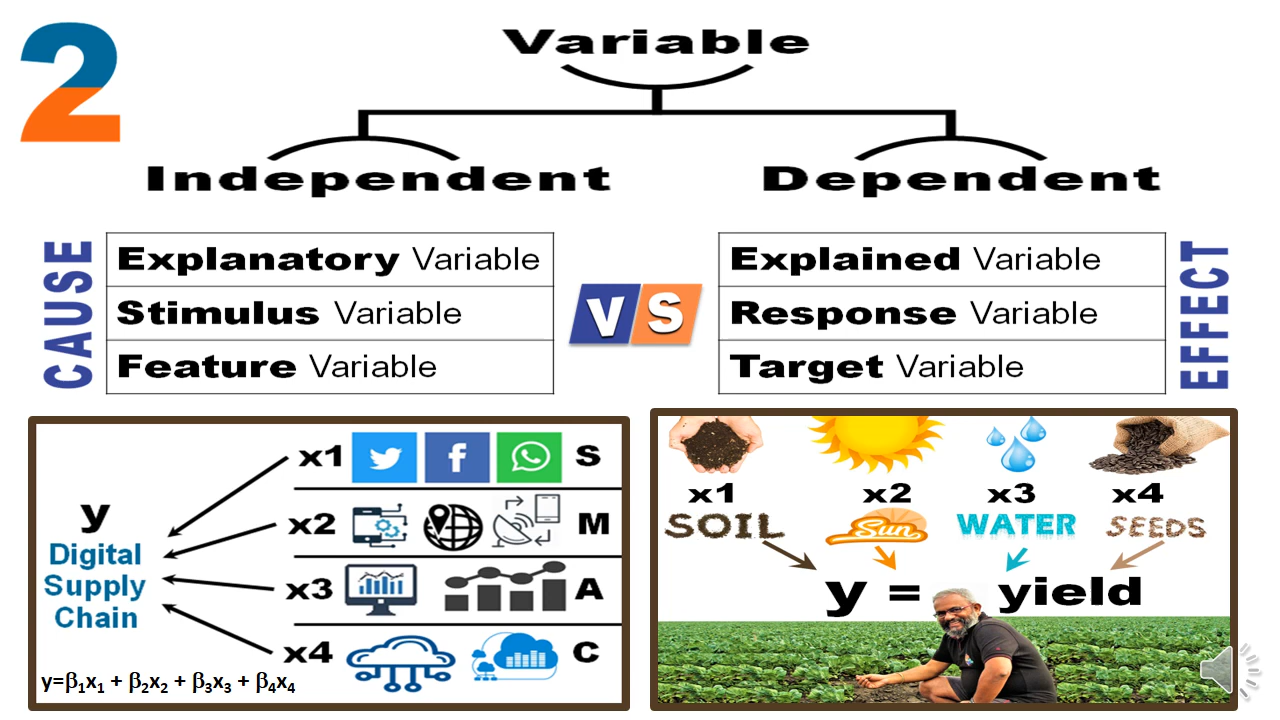 2
Variable
Independent
Dependent
CAUSE
Explanatory Variable
Stimulus Variable
Feature Variable
VS
Explained Variable
Response Variable
Target Variable
EFFECT
x1 S
x2 M
x3 A
x4 C
y
Digital
Supply
Chain
y=β1x1 + β2x2 + β3x3 + β4x4
x1 x2 x3 x4
SOIL Sun WATER SEEDS
y = yield